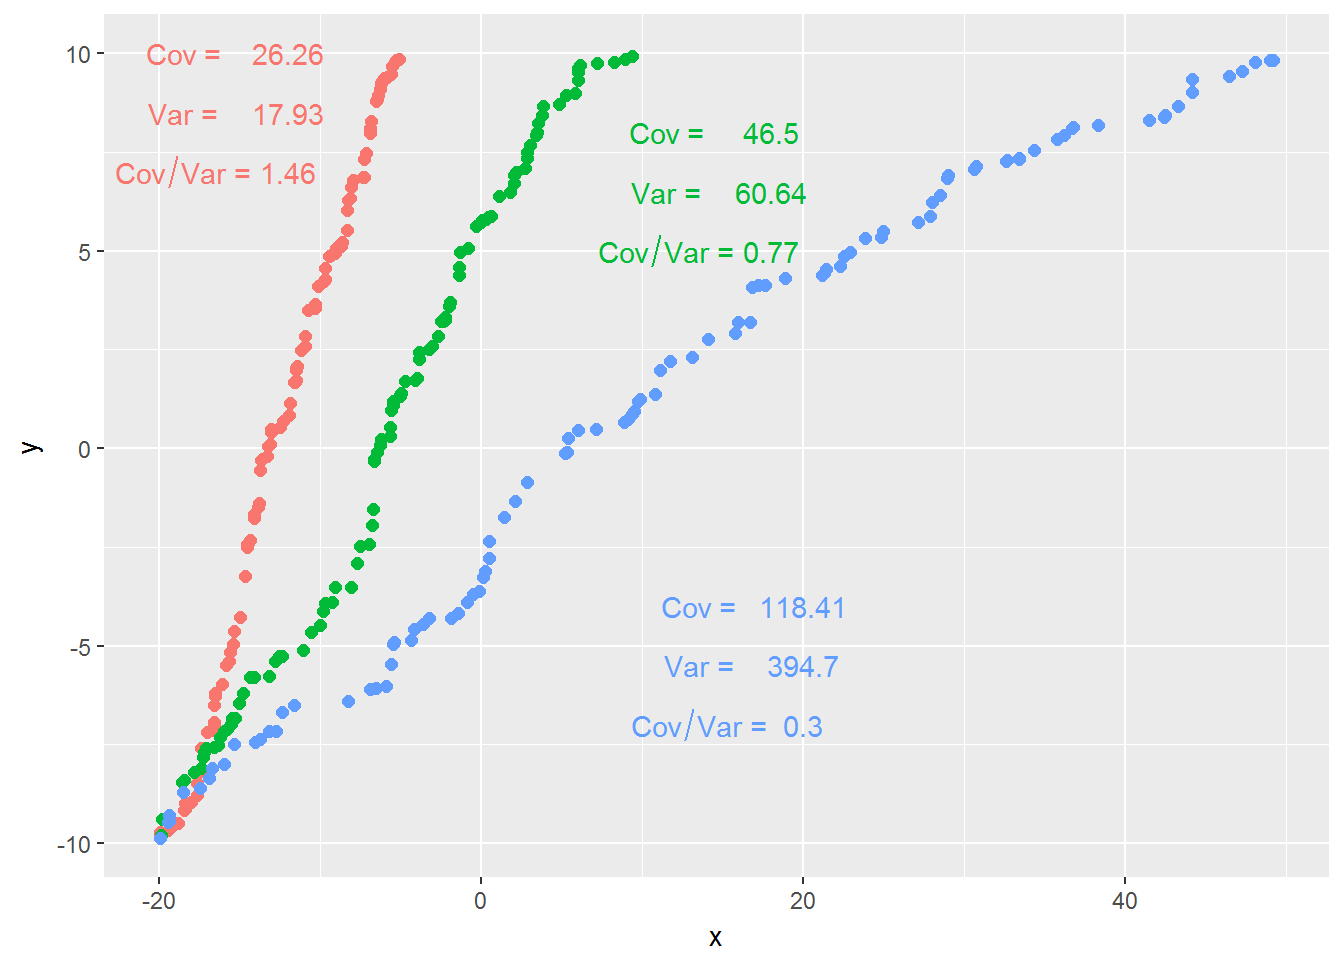 10
5
0
-5
-10
y
Cov = 26.26
Var = 17.93
Cov/Var = 1.46
Cov = 46.5
Var = 60.64
Cov/Var = 0.77
Cov = 118.41
Var = 394.7
Cov/Var = 0.3
-20 0 20 40
x